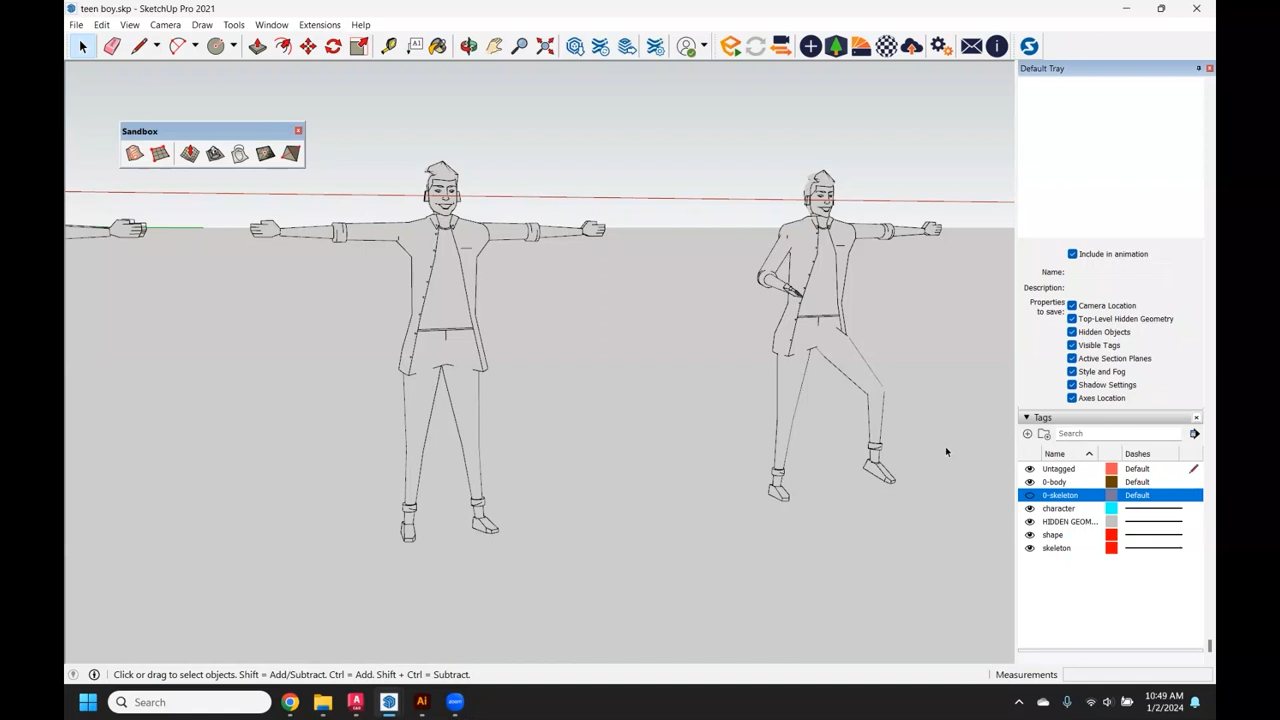 teen boy.skp - SketchUp Pro 2021
File Edit View Camera Draw Tools Window Extensions Help
Default Tray
Sandbox
Include in animation
Name:
Description:
Properties to save:
Camera Location
Top-Level Hidden Geometry
Hidden Objects
Visible Tags
Active Section Planes
Style and Fog
Shadow Settings
Axes Location
Tags
Search
Name Dashes
Untagged Default
0-body Default
0-skeleton Default
character
HIDDEN GEOM...
shape
skeleton
Click or drag to select objects. Shift = Add/Subtract. Ctrl = Add. Shift + Ctrl = Subtract.
Measurements
Search
10:49 AM
1/2/2024